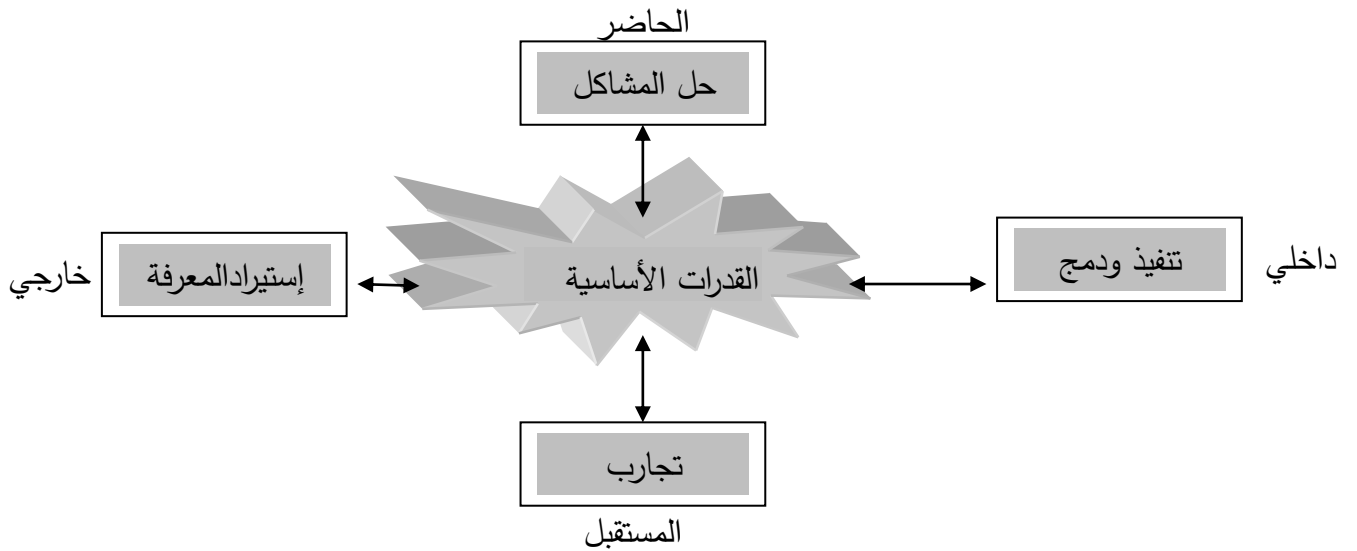 الحاضر
حل المشاكل
داخلي
تنفيذ ودمج
القدرات الأساسية
إستيرادالمعرفة
خارجي
تجارب
المستقبل